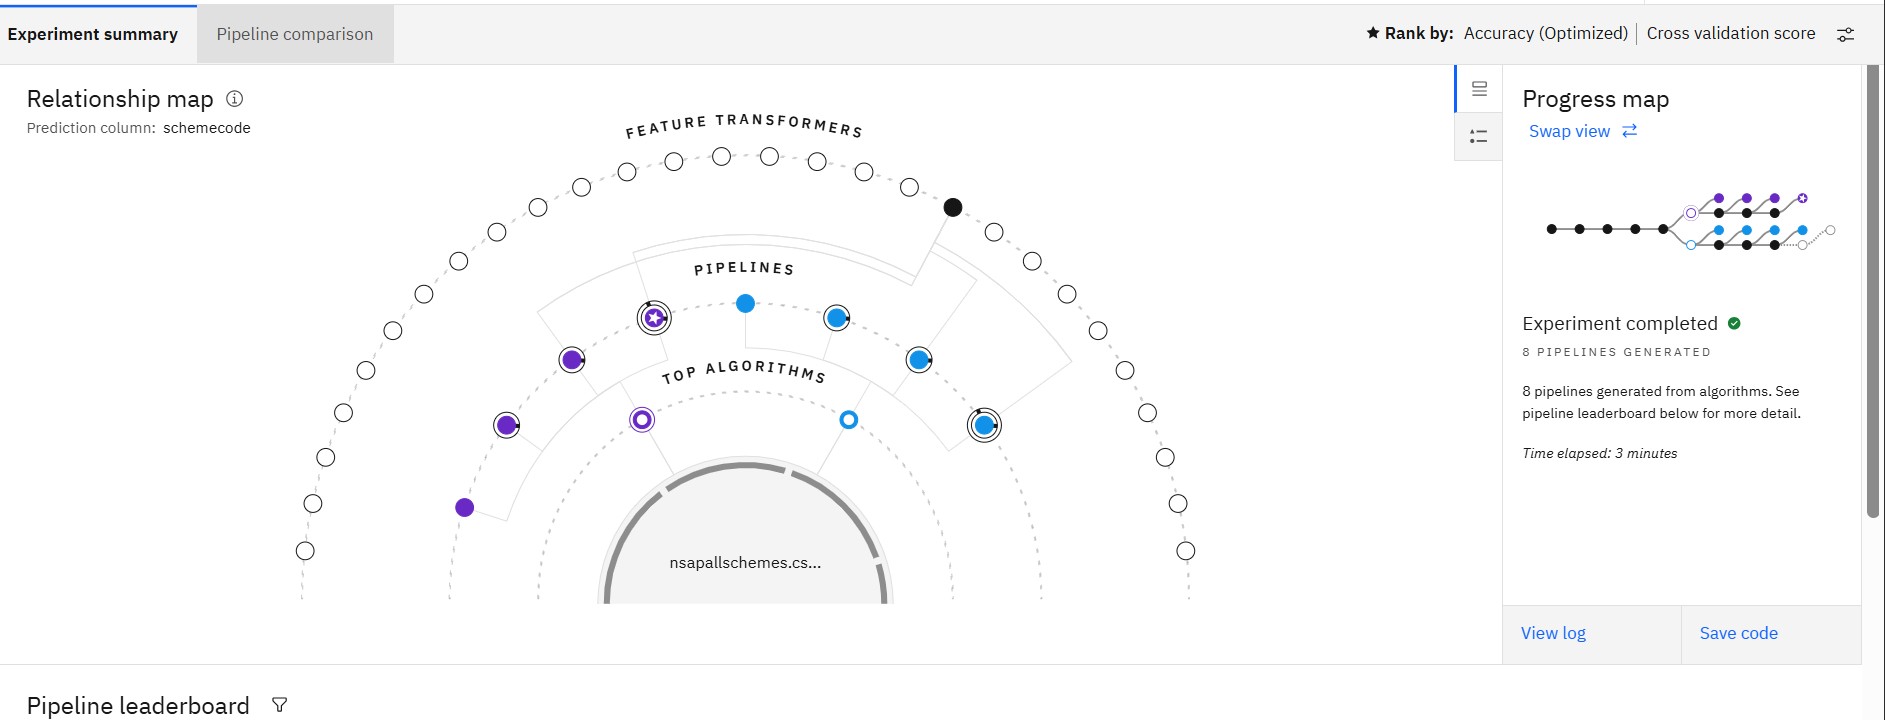 Experiment summary
Pipeline comparison
Rank by: Accuracy (Optimized) | Cross validation score
Relationship map
Prediction column: schemecode
FEATURE TRANSFORMERS
PIPELINES
TOP ALGORITHMS
nsapallschemes.cs...
Progress map
Swap view
Experiment completed
8 PIPELINES GENERATED
8 pipelines generated from algorithms. See
pipeline leaderboard below for more detail.
Time elapsed: 3 minutes
View log
Save code
Pipeline leaderboard